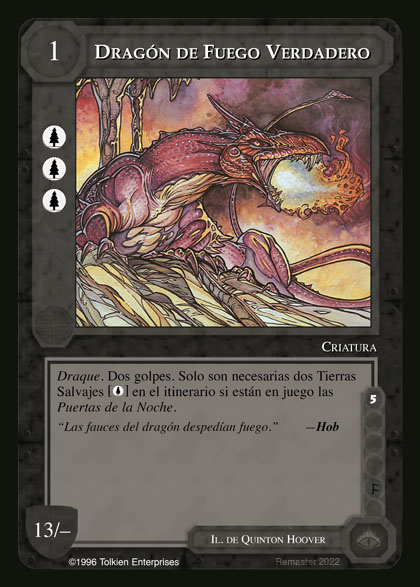 1
DRAGÓN DE FUEGO VERDADERO
CRIATURA
Draque. Dos golpes. Solo son necesarias dos Tierras
Salvajes [] en el itinerario si están en juego las
Puertas de la Noche.
“Las fauces del dragón despedían fuego.” —Hob
5
F
13/–
IL. DE QUINTON HOOVER
©1996 Tolkien Enterprises
Remaster 2022